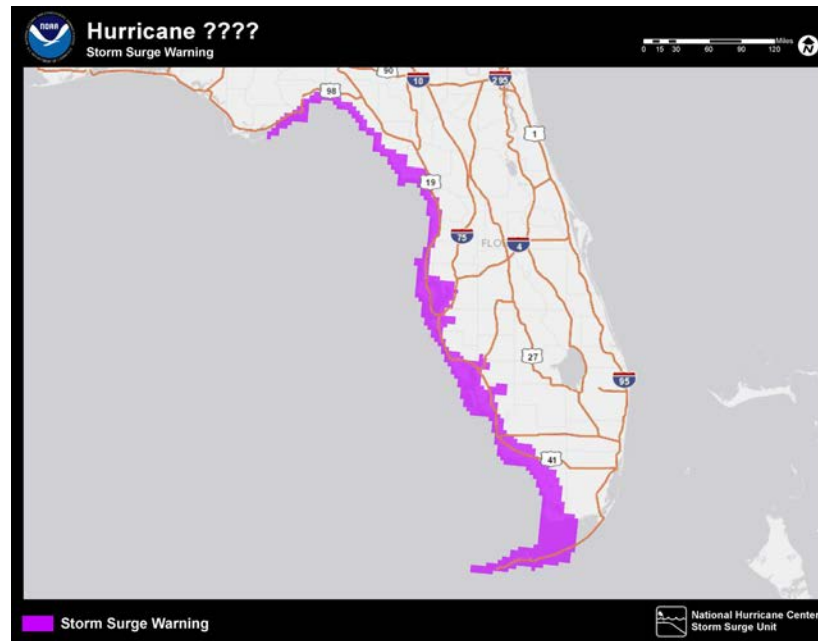 NOAA
Hurricane ????
Storm Surge Warning
Miles
0 15 30 60 90 120
90
10
295
98
1
19
75
FLO
4
27
95
41
Storm Surge Warning
National Hurricane Center
Storm Surge Unit